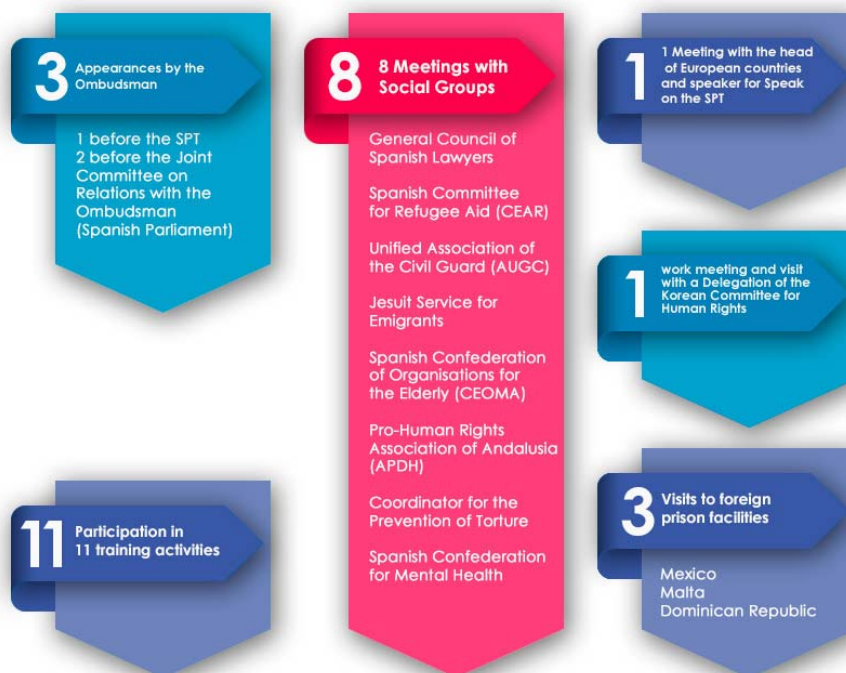 3
Appearances by the
Ombudsman
1 before the SPT
2 before the Joint
Committee on
Relations with the
Ombudsman
(Spanish Parliament)
11
Participation in
11 training activities
8
8 Meetings with
Social Groups
General Council of
Spanish Lawyers
Spanish Committee
for Refugee Aid (CEAR)
Unified Association of
the Civil Guard (AUGC)
Jesuit Service for
Emigrants
Spanish Confederation
of Organisations for
the Elderly (CEOMA)
Pro-Human Rights
Association of Andalusia
(APDH)
Coordinator for the
Prevention of Torture
Spanish Confederation
for Mental Health
1
1 Meeting with the head
of European countries
and speaker for Speak
on the SPT
1
work meeting and visit
with a Delegation of the
Korean Committee for
Human Rights
3
Visits to foreign
prison facilities
Mexico
Malta
Dominican Republic